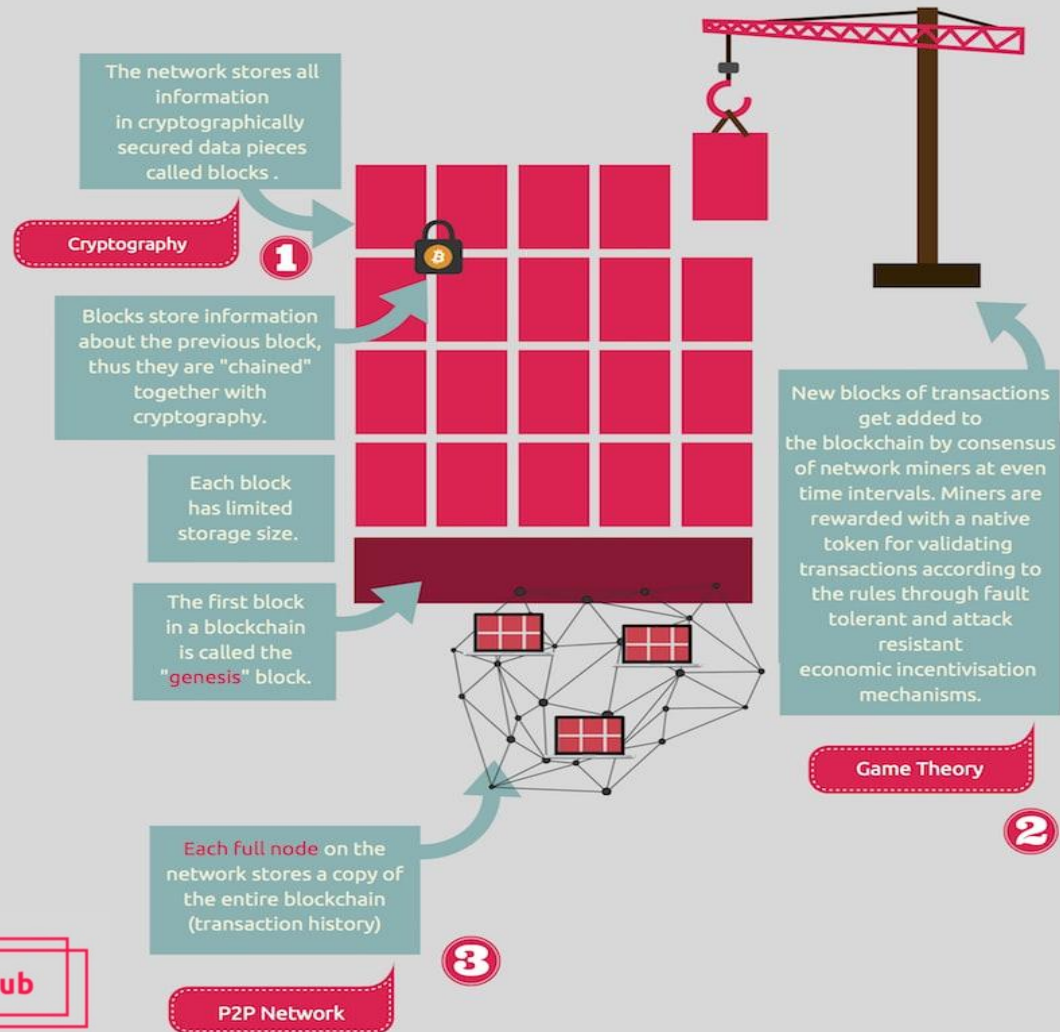 The network stores all
information
in cryptographically
secured data pieces
called blocks .
Cryptography
1
Blocks store information
about the previous block,
thus they are "chained"
together with
cryptography.
Each block
has limited
storage size.
The first block
in a blockchain
is called the
"genesis" block.
New blocks of transactions
get added to
the blockchain by consensus
of network miners at even
time intervals. Miners are
rewarded with a native
token for validating
transactions according to
the rules through fault
tolerant and attack
resistant
economic incentivisation
mechanisms.
Game Theory
2
Each full node on the
network stores a copy of
the entire blockchain
(transaction history)
3
P2P Network
ub